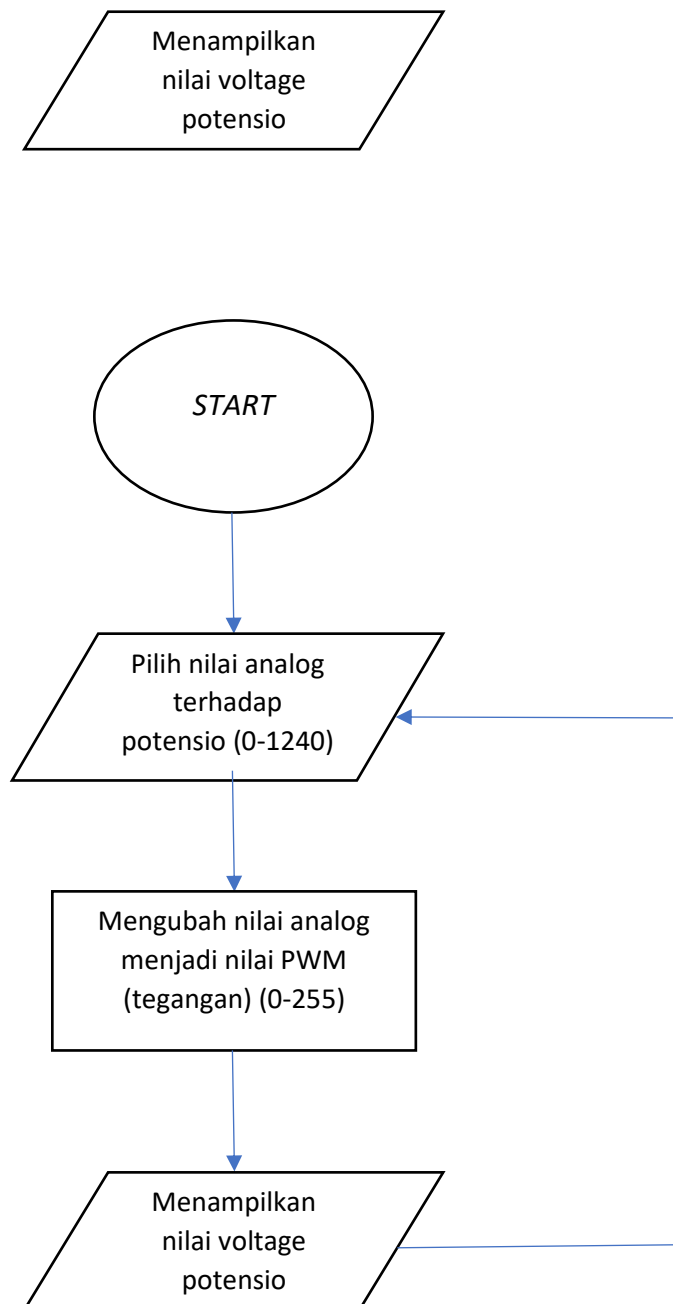 Menampilkan
nilai voltage
potensio
START
Pilih nilai analog
terhadap
potensio (0-1240)
Mengubah nilai analog
menjadi nilai PWM
(tegangan) (0-255)
Menampilkan
nilai voltage
potensio